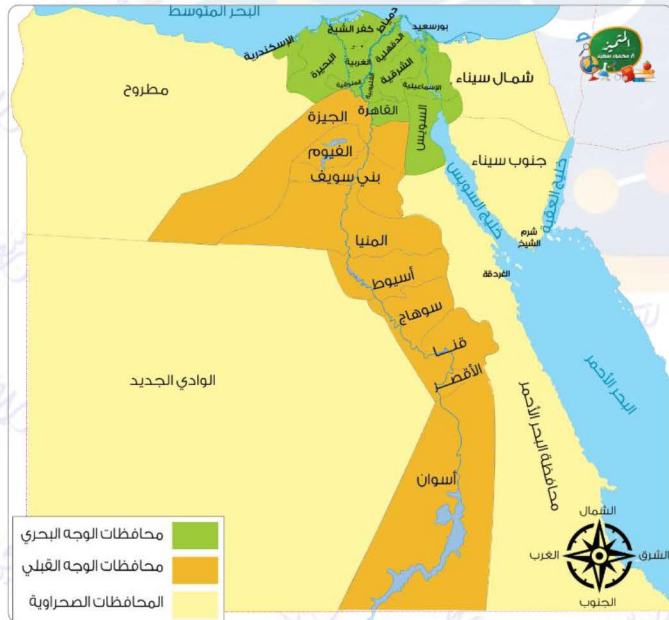 البحر المتوسط
دمياط
بورسعيد
كفر الشيخ
الإسكندرية
الدقهلية
البحيرة
الغربية
الشرقية
المنوفية
القليوبية
الإسماعيلية
المتميز
شمال سيناء
مطروح
القاهرة
السويس
الجيزة
الفيوم
جنوب سيناء
بني سويف
خليج السويس
خليج العقبة
شرم
الشيخ
المنيا
الغردقة
أسيوط
سوهاج
قنا
الأقصر
الوادي الجديد
البحر الأحمر
محافظة البحر الأحمر
أسوان
الشمال
الشرق
الغرب
الجنوب
محافظات الوجه البحري
محافظات الوجه القبلي
المحافظات الصحراوية